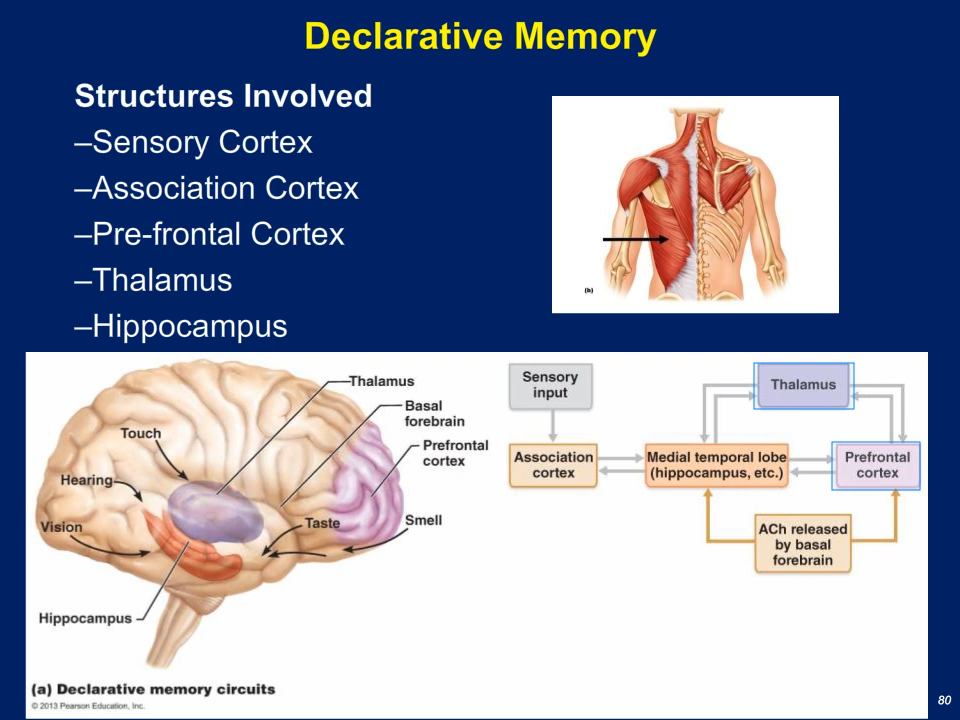 Declarative Memory
Structures Involved
–Sensory Cortex
–Association Cortex
–Pre-frontal Cortex
–Thalamus
–Hippocampus
(b)
Thalamus
Basal
forebrain
Prefrontal
cortex
Touch
Hearing
Vision
Taste
Smell
Hippocampus
(a) Declarative memory circuits
© 2013 Pearson Education, Inc.
Sensory
input
Thalamus
Association
cortex
Medial temporal lobe
(hippocampus, etc.)
Prefrontal
cortex
ACh released
by basal
forebrain
80